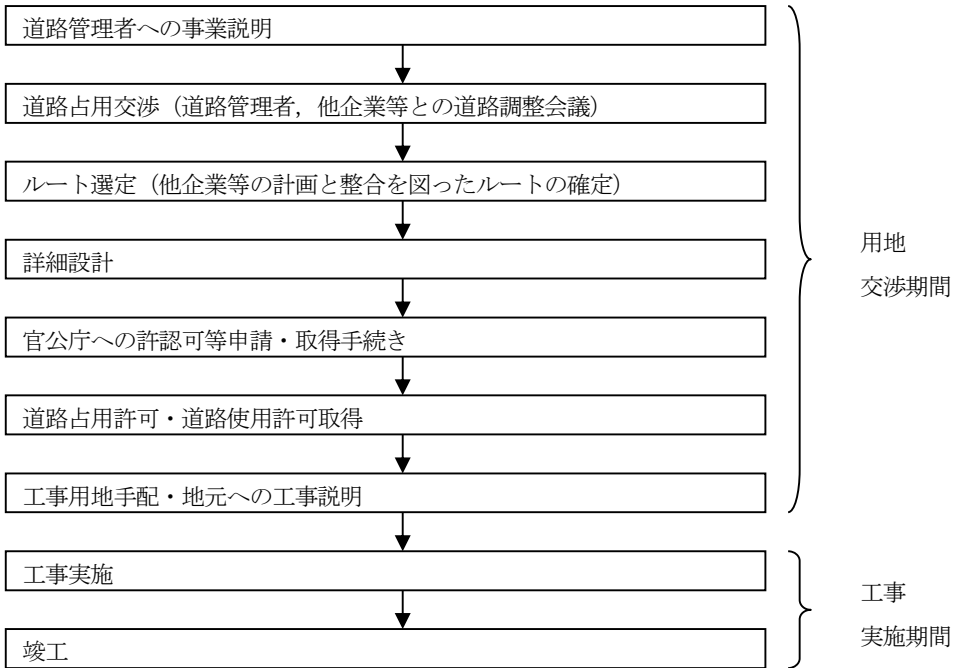 道路管理者への事業説明
道路占用交渉（道路管理者，他企業等との道路調整会議）
ルート選定（他企業等の計画と整合を図ったルートの確定）
詳細設計
官公庁への許認可等申請・取得手続き
道路占用許可・道路使用許可取得
工事用地手配・地元への工事説明
用地
交渉期間
工事実施
竣工
工事
実施期間